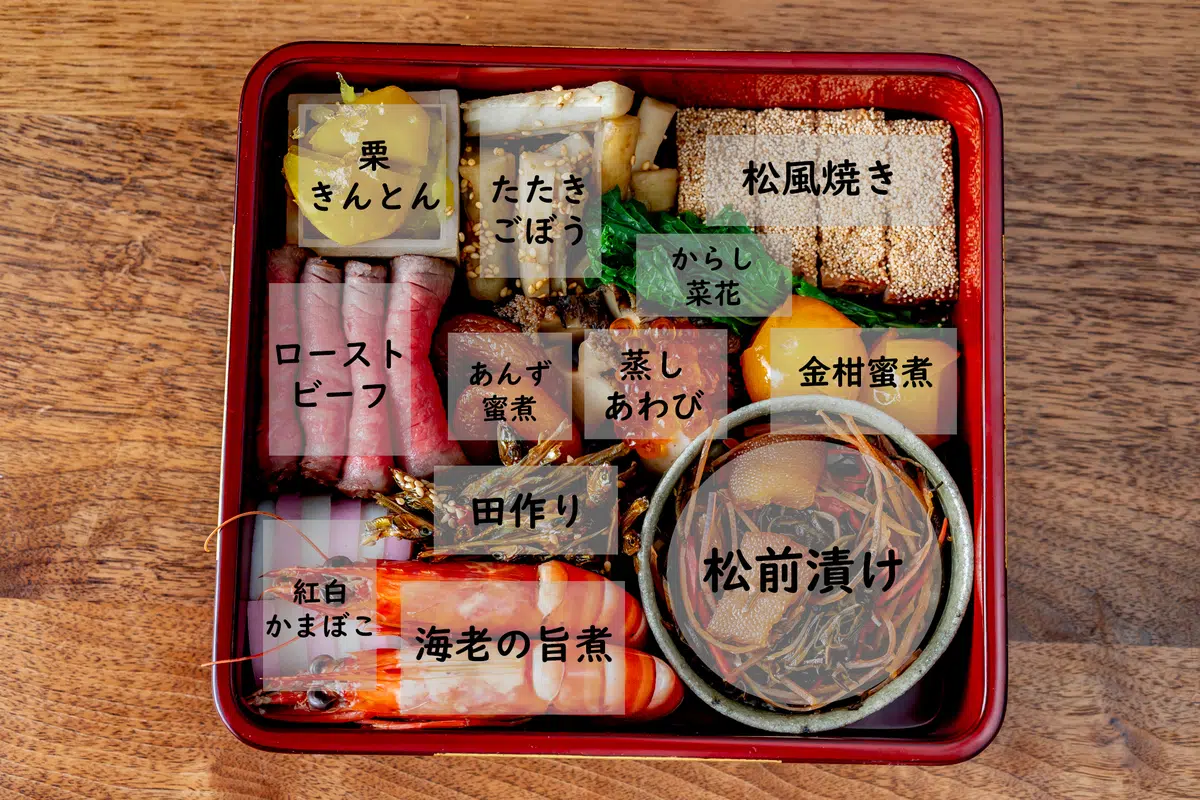 栗
きんとん
たたき
ごぼう
松風焼き
からし
菜花
ロースト
ビーフ
あんず
蜜煮
蒸し
あわび
金柑蜜煮
田作り
松前漬け
紅白
かまぼこ
海老の旨煮